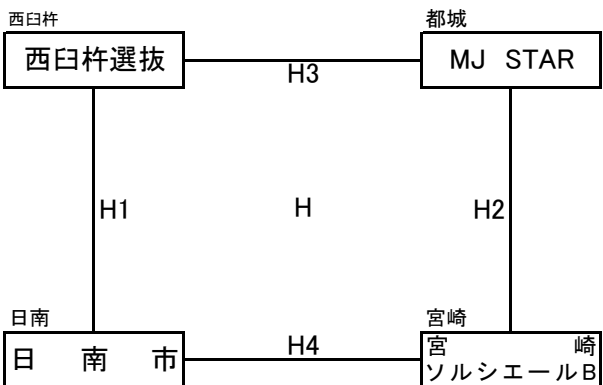 西臼杵
都城
西臼杵選抜
MJ STAR
H3
H1
H
H2
日南
宮崎
日 南 市
H4
宮 崎
ソルシエールB